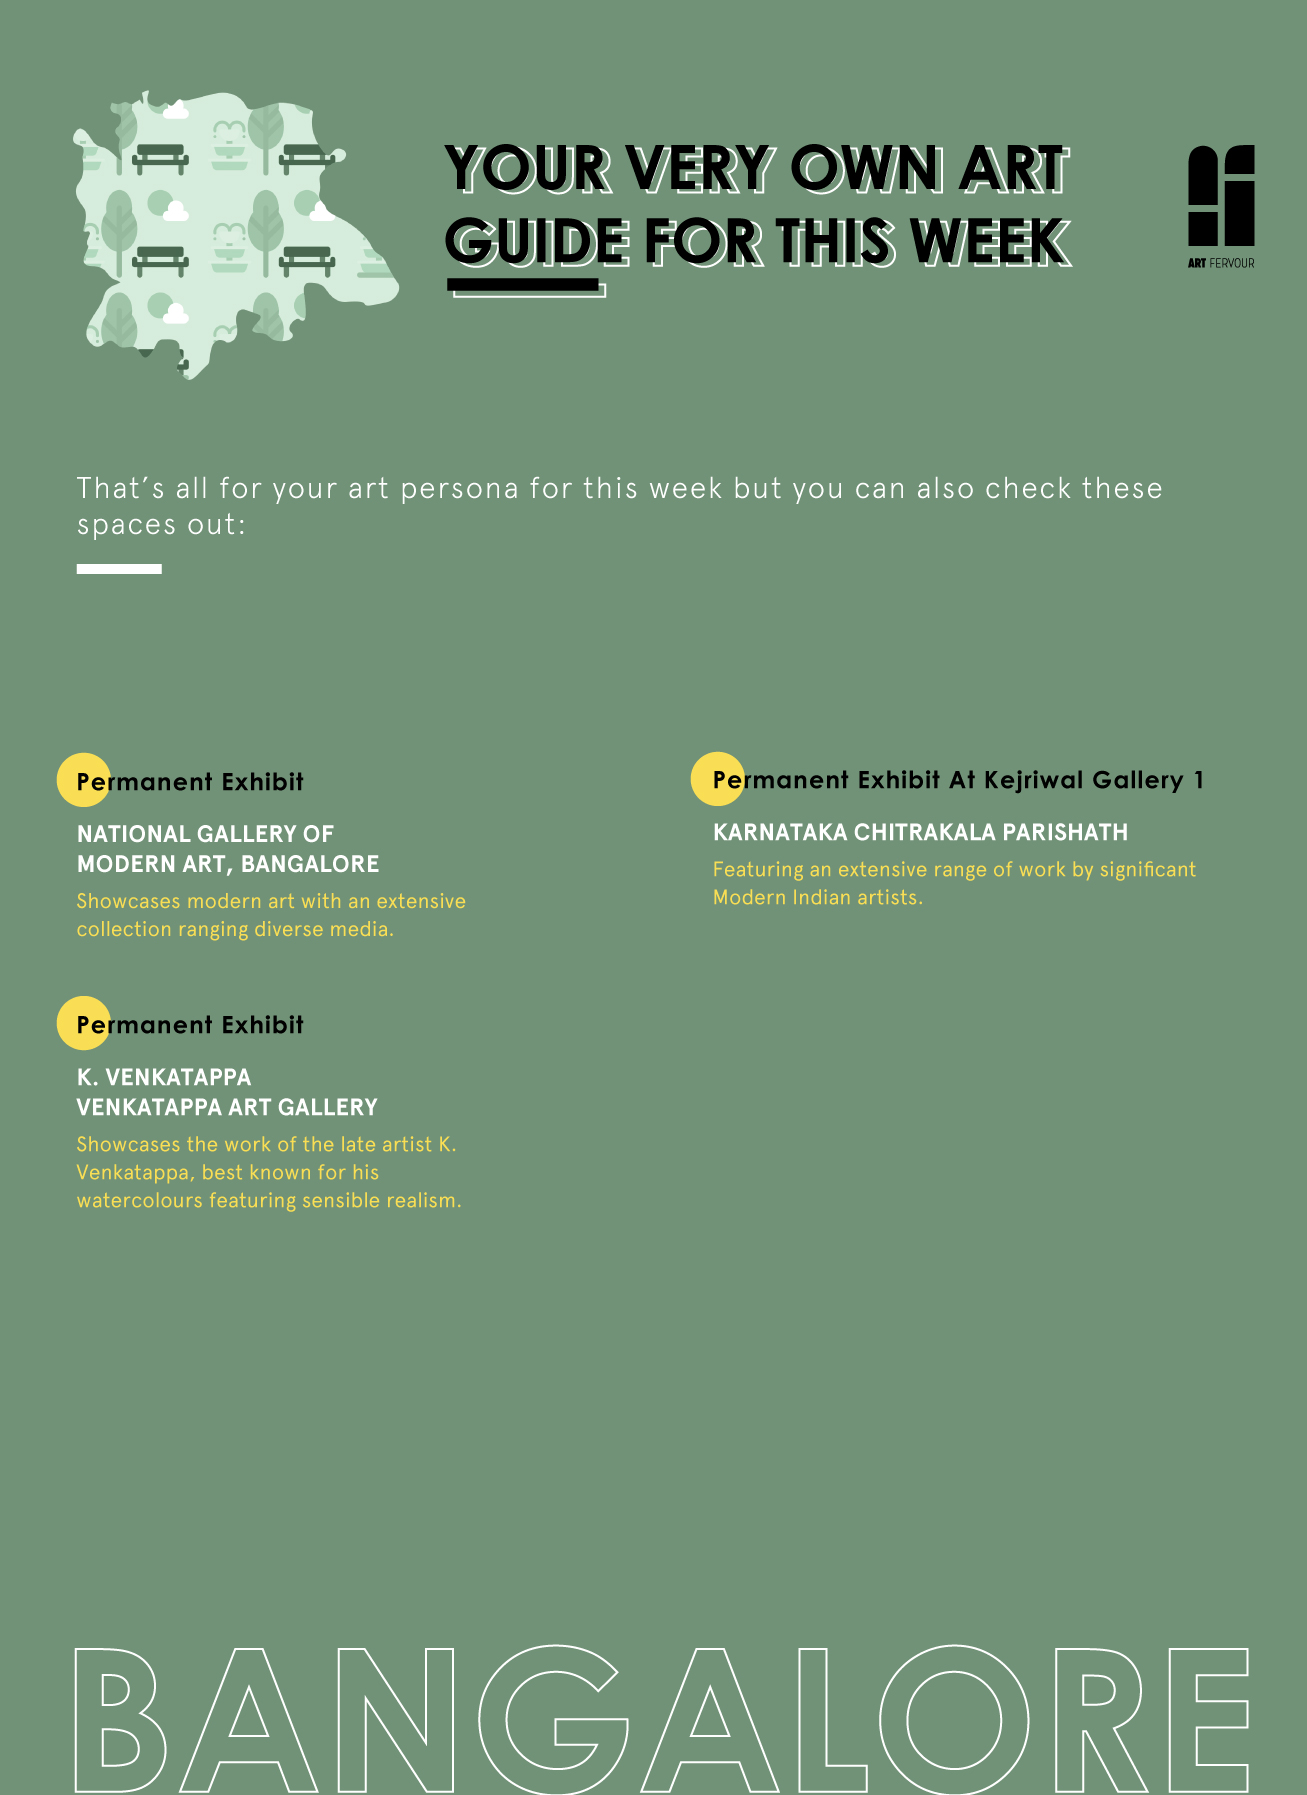 YOUR VERY OWN ART
GUIDE FOR THIS WEEK
ART FERVOUR
That’s all for your art persona for this week but you can also check these
spaces out:
Permanent Exhibit
NATIONAL GALLERY OF
MODERN ART, BANGALORE
Showcases modern art with an extensive
collection ranging diverse media.
Permanent Exhibit
K. VENKATAPPA
VENKATAPPA ART GALLERY
Showcases the work of the late artist K.
Venkatappa, best known for his
watercolours featuring sensible realism.
Permanent Exhibit At Kejriwal Gallery 1
KARNATAKA CHITRAKALA PARISHATH
Featuring an extensive range of work by significant
Modern Indian artists.
BANGALORE